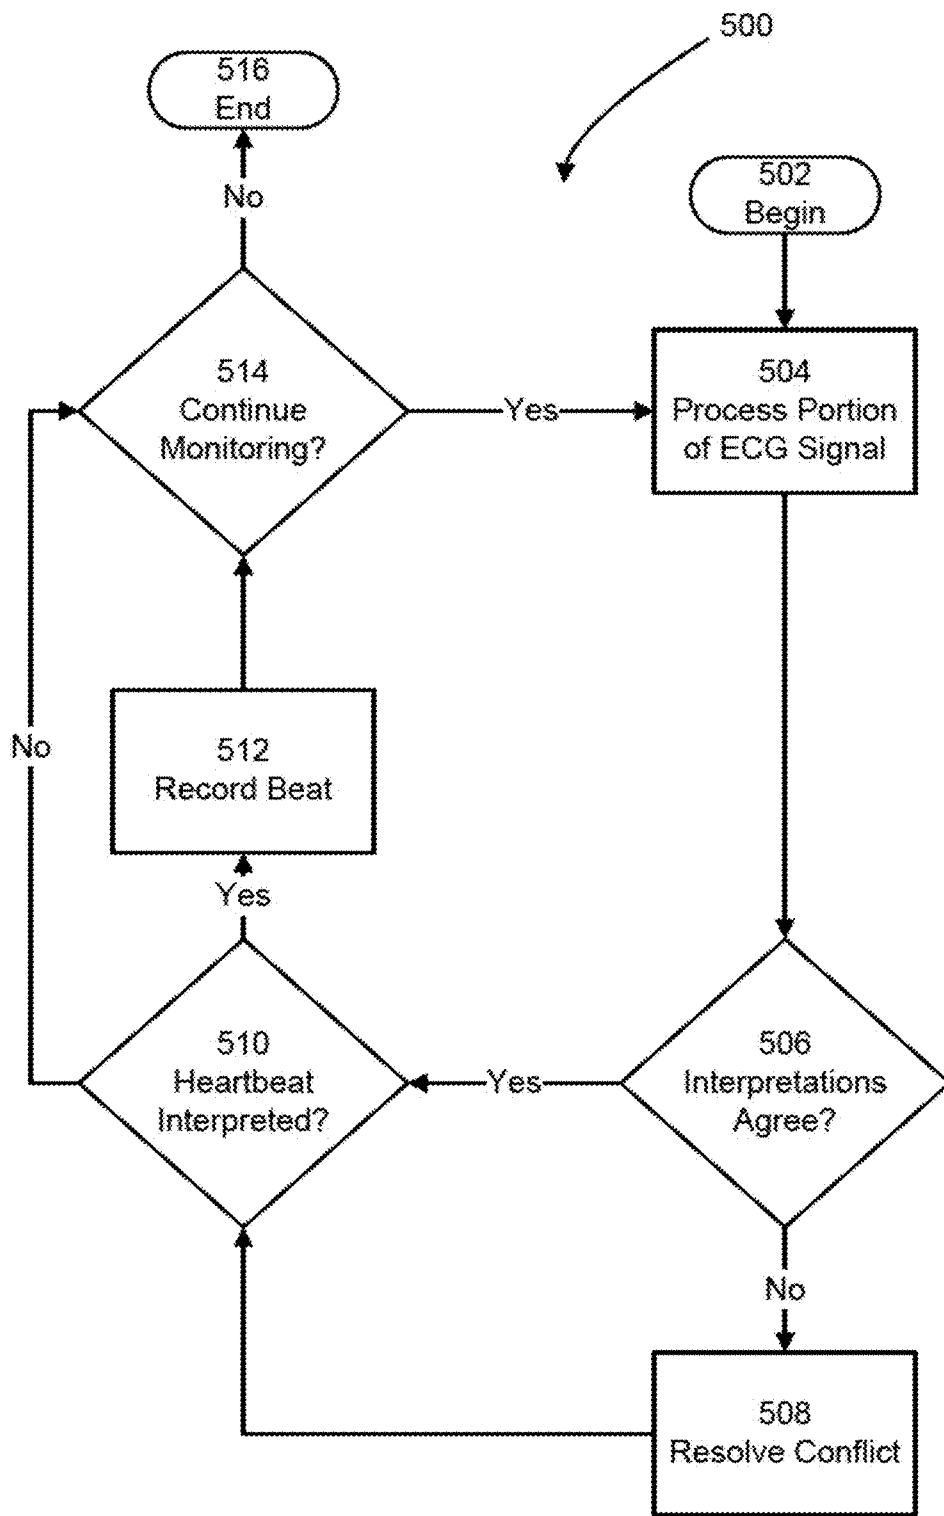 500
516
End
No
502
Begin
514
Continue
Monitoring?
Yes
504
Process Portion
of ECG Signal
No
512
Record Beat
Yes
510
Heartbeat
Interpreted?
Yes
506
Interpretations
Agree?
No
508
Resolve Conflict